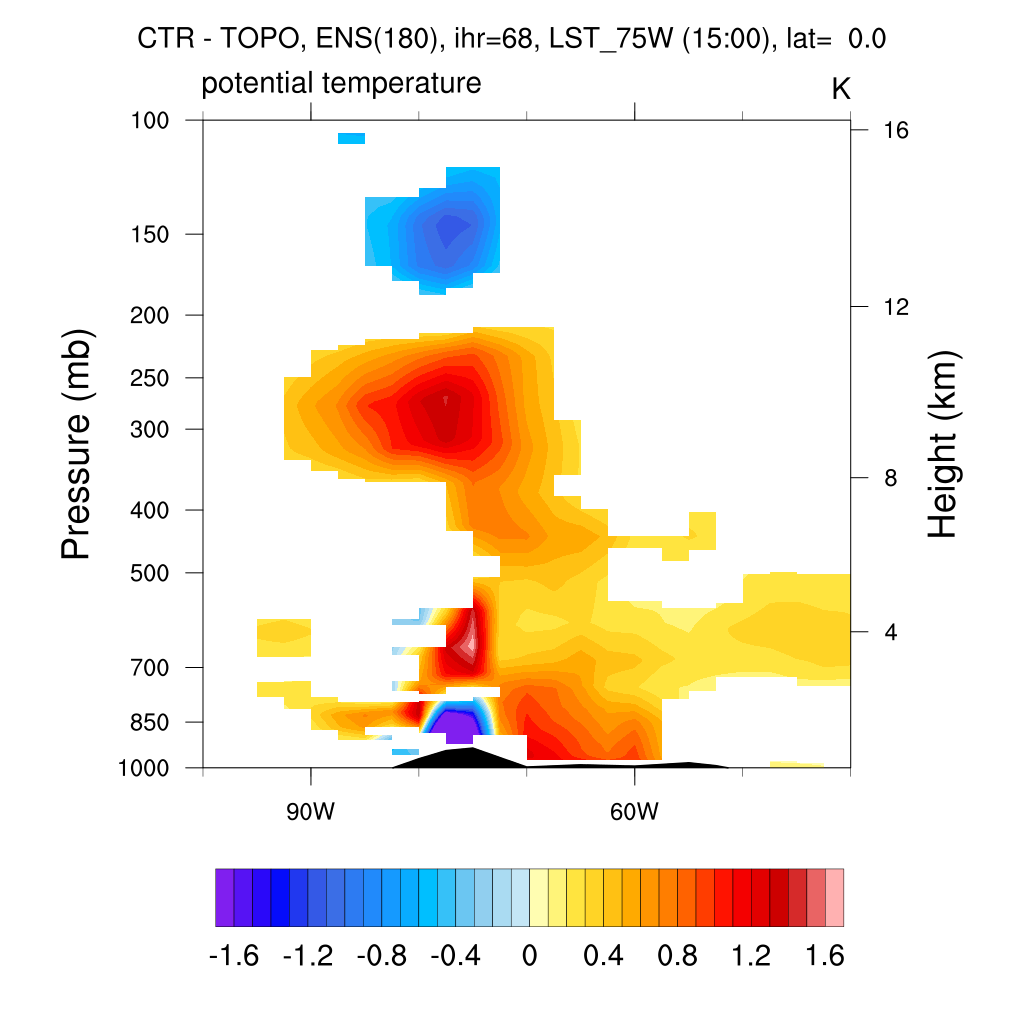 CTR - TOPO, ENS(180), ihr=68, LST_75W (15:00), lat=  0.0
potential temperature K
100
150
200
250
300
400
500
700
850
1000
Pressure (mb)
16
12
8
4
Height (km)
90W 60W
-1.6 -1.2 -0.8 -0.4 0 0.4 0.8 1.2 1.6